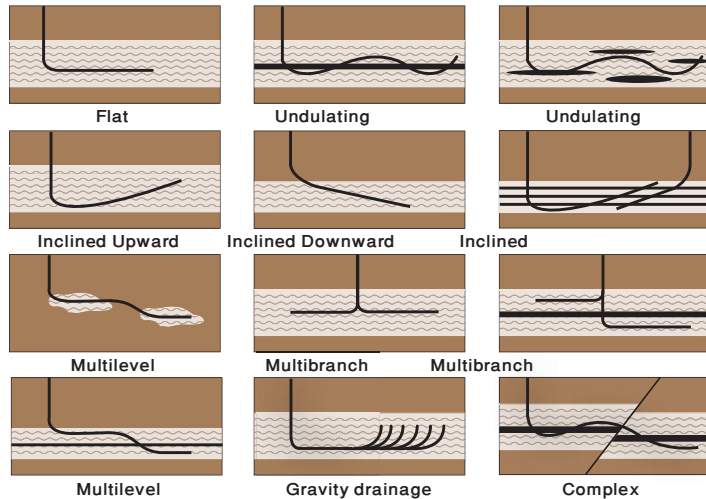 Flat Undulating Undulating
Inclined Upward Inclined Downward Inclined
Multilevel Multibranch Multibranch
Multilevel Gravity drainage Complex